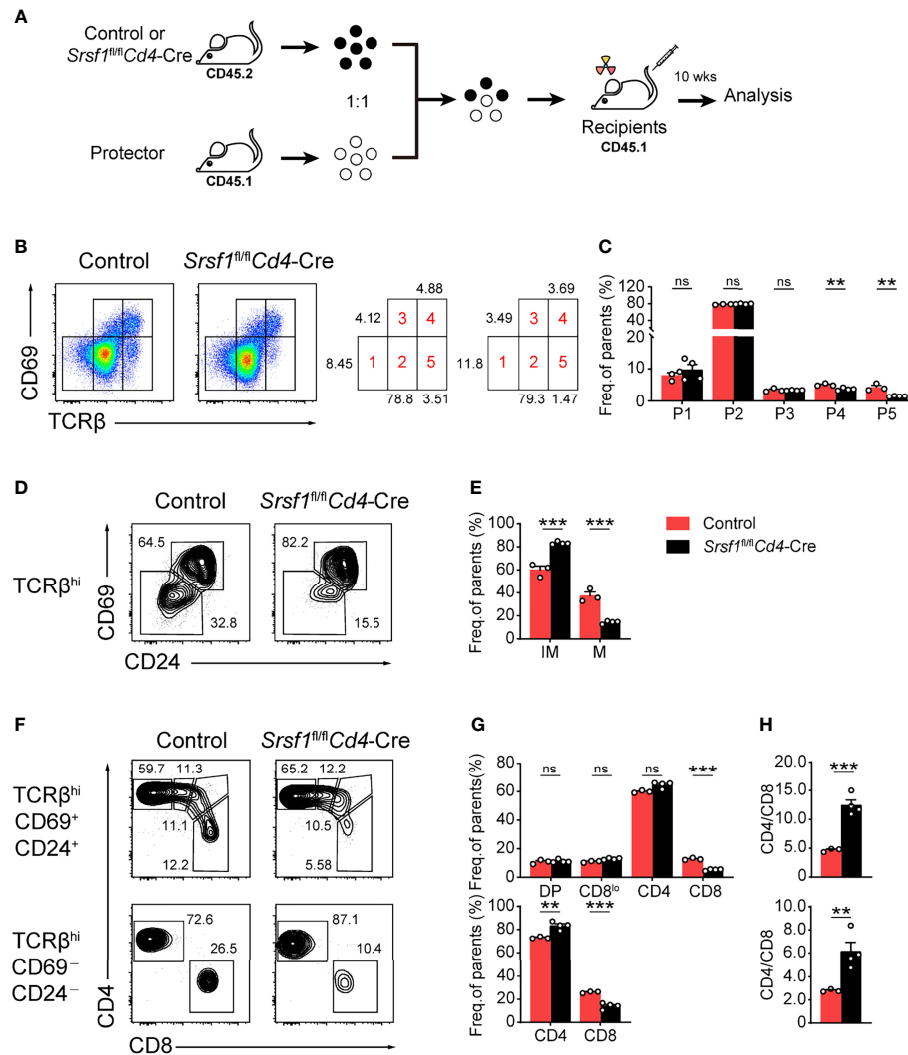 A
Control or
Srsf1fl/flCd4-Cre
CD45.2
1:1
Protector
CD45.1
Recipients
CD45.1
10 wks
Analysis
B
Control
Srsf1fl/flCd4-Cre
CD69
TCRβ
4.88
4.12
3
4
8.45
1
2
5
78.8
3.51
3.69
3.49
3
4
11.8
1
2
5
79.3
1.47
C
Freq.of parents (%)
120
80
40
20
10
0
ns
ns
ns
**
**
P1
P2
P3
P4
P5
D
Control
Srsf1fl/flCd4-Cre
TCRβhi
CD69
64.5
32.8
82.2
15.5
CD24
E
Freq.of parents (%)
100
80
60
40
20
0
***
***
IM
M
Control
Srsf1fl/flCd4-Cre
F
Control
Srsf1fl/flCd4-Cre
TCRβhi
CD69+
CD24+
59.7
11.3
11.1
12.2
65.2
12.2
10.5
5.58
TCRβhi
CD69−
CD24−
72.6
26.5
87.1
10.4
CD4
CD8
G
Freq.of parents(%)
80
60
40
20
0
ns
ns
ns
***
DP
CD8lo
CD4
CD8
Freq.of parents (%)
100
80
60
40
20
0
**
***
CD4
CD8
H
CD4/CD8
20.0
15.0
10.0
5.0
0
***
CD4/CD8
10.0
8.0
6.0
4.0
2.0
0
**